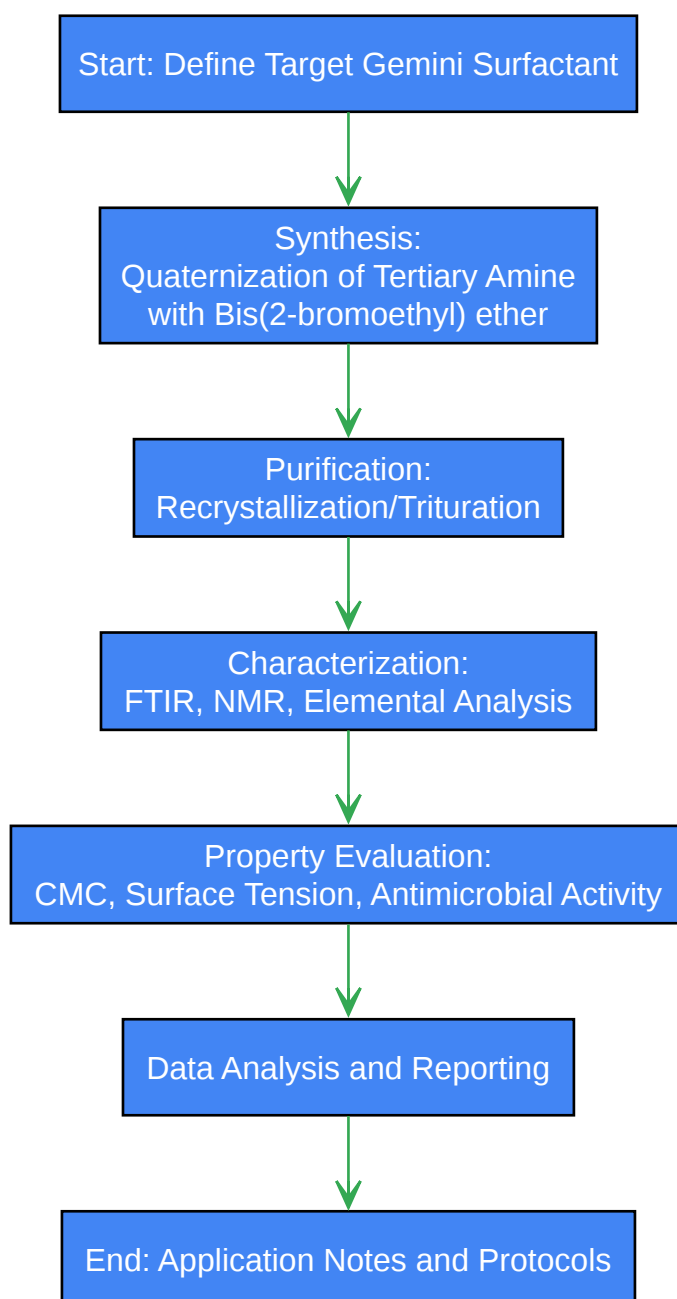 Start: Define Target Gemini Surfactant
Synthesis:
Quaternization of Tertiary Amine
with Bis(2-bromoethyl) ether
Purification:
Recrystallization/Trituration
Characterization:
FTIR, NMR, Elemental Analysis
Property Evaluation:
CMC, Surface Tension, Antimicrobial Activity
Data Analysis and Reporting
End: Application Notes and Protocols